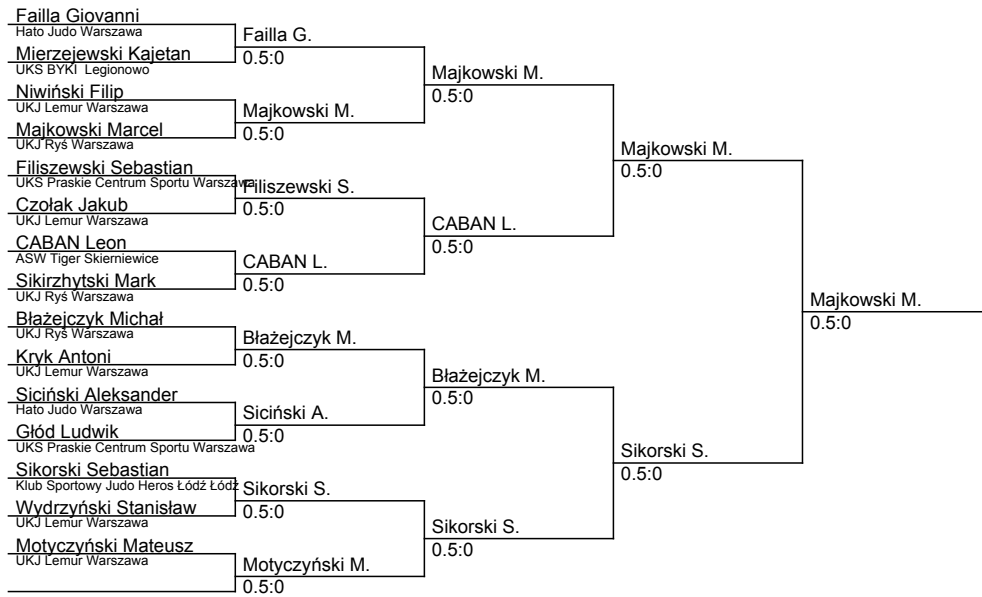 Failla Giovanni
Hato Judo Warszawa
Mierzejewski Kajetan
UKS BYKI  Legionowo
Niwiński Filip
UKJ Lemur Warszawa
Majkowski Marcel
UKJ Ryś Warszawa
Filiszewski Sebastian
UKS Praskie Centrum Sportu Warszawa
Czołak Jakub
UKJ Lemur Warszawa
CABAN Leon
ASW Tiger Skierniewice
Sikirzhytski Mark
UKJ Ryś Warszawa
Błażejczyk Michał
UKJ Ryś Warszawa
Kryk Antoni
UKJ Lemur Warszawa
Siciński Aleksander
Hato Judo Warszawa
Głód Ludwik
UKS Praskie Centrum Sportu Warszawa
Sikorski Sebastian
Klub Sportowy Judo Heros Łódź Łódź
Wydrzyński Stanisław
UKJ Lemur Warszawa
Motyczyński Mateusz
UKJ Lemur Warszawa
Failla G.
0.5:0
Majkowski M.
0.5:0
Filiszewski S.
0.5:0
CABAN L.
0.5:0
Błażejczyk M.
0.5:0
Siciński A.
0.5:0
Sikorski S.
0.5:0
Motyczyński M.
0.5:0
Majkowski M.
0.5:0
CABAN L.
0.5:0
Błażejczyk M.
0.5:0
Sikorski S.
0.5:0
Majkowski M.
0.5:0
Sikorski S.
0.5:0
Majkowski M.
0.5:0